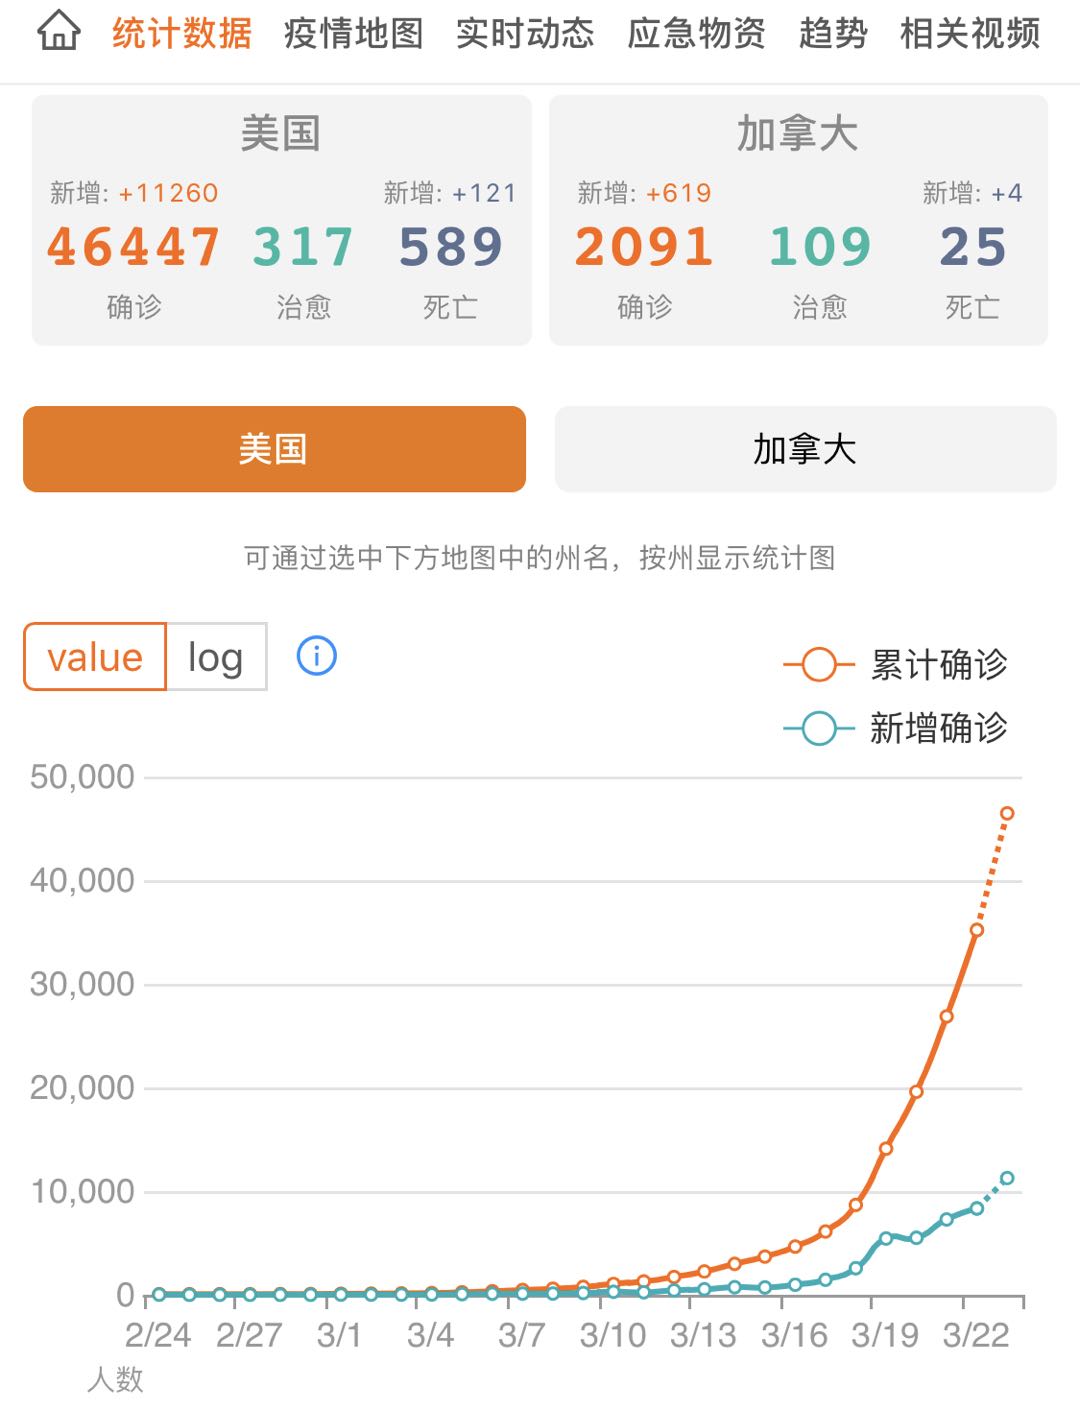 统计数据 疫情地图 实时动态 应急物资 趋势 相关视频
美国 加拿大
新增: +11260 新增: +121 新增: +619 新增: +4
46447 317 589 2091 109 25
确诊 治愈 死亡 确诊 治愈 死亡
美国 加拿大
可通过选中下方地图中的州名，按州显示统计图
value log i
累计确诊
新增确诊
50,000
40,000
30,000
20,000
10,000
0
2/24 2/27 3/1 3/4 3/7 3/10 3/13 3/16 3/19 3/22
人数